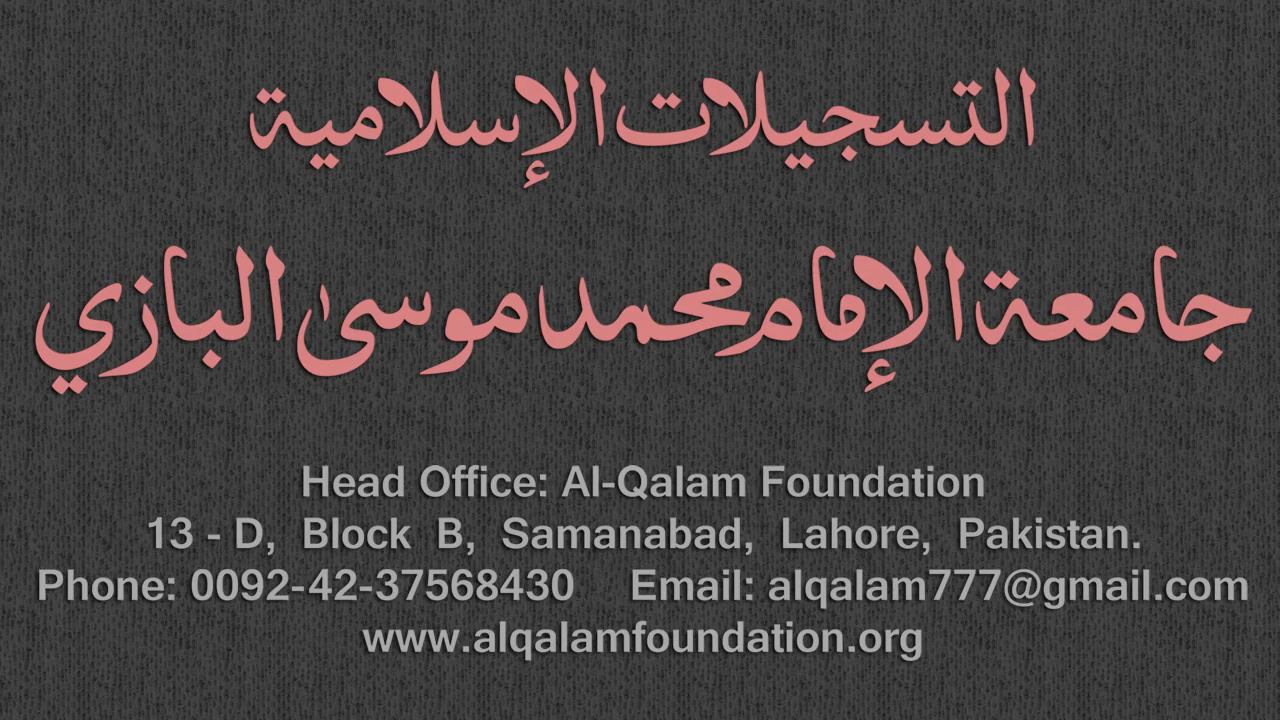 التسجيلات الإسلامية
جامعة الإمام محمد موسىٰ البازي
Head Office: Al-Qalam Foundation
13 - D, Block B, Samanabad, Lahore, Pakistan.
Phone: 0092-42-37568430 Email: alqalam777@gmail.com
www.alqalamfoundation.org